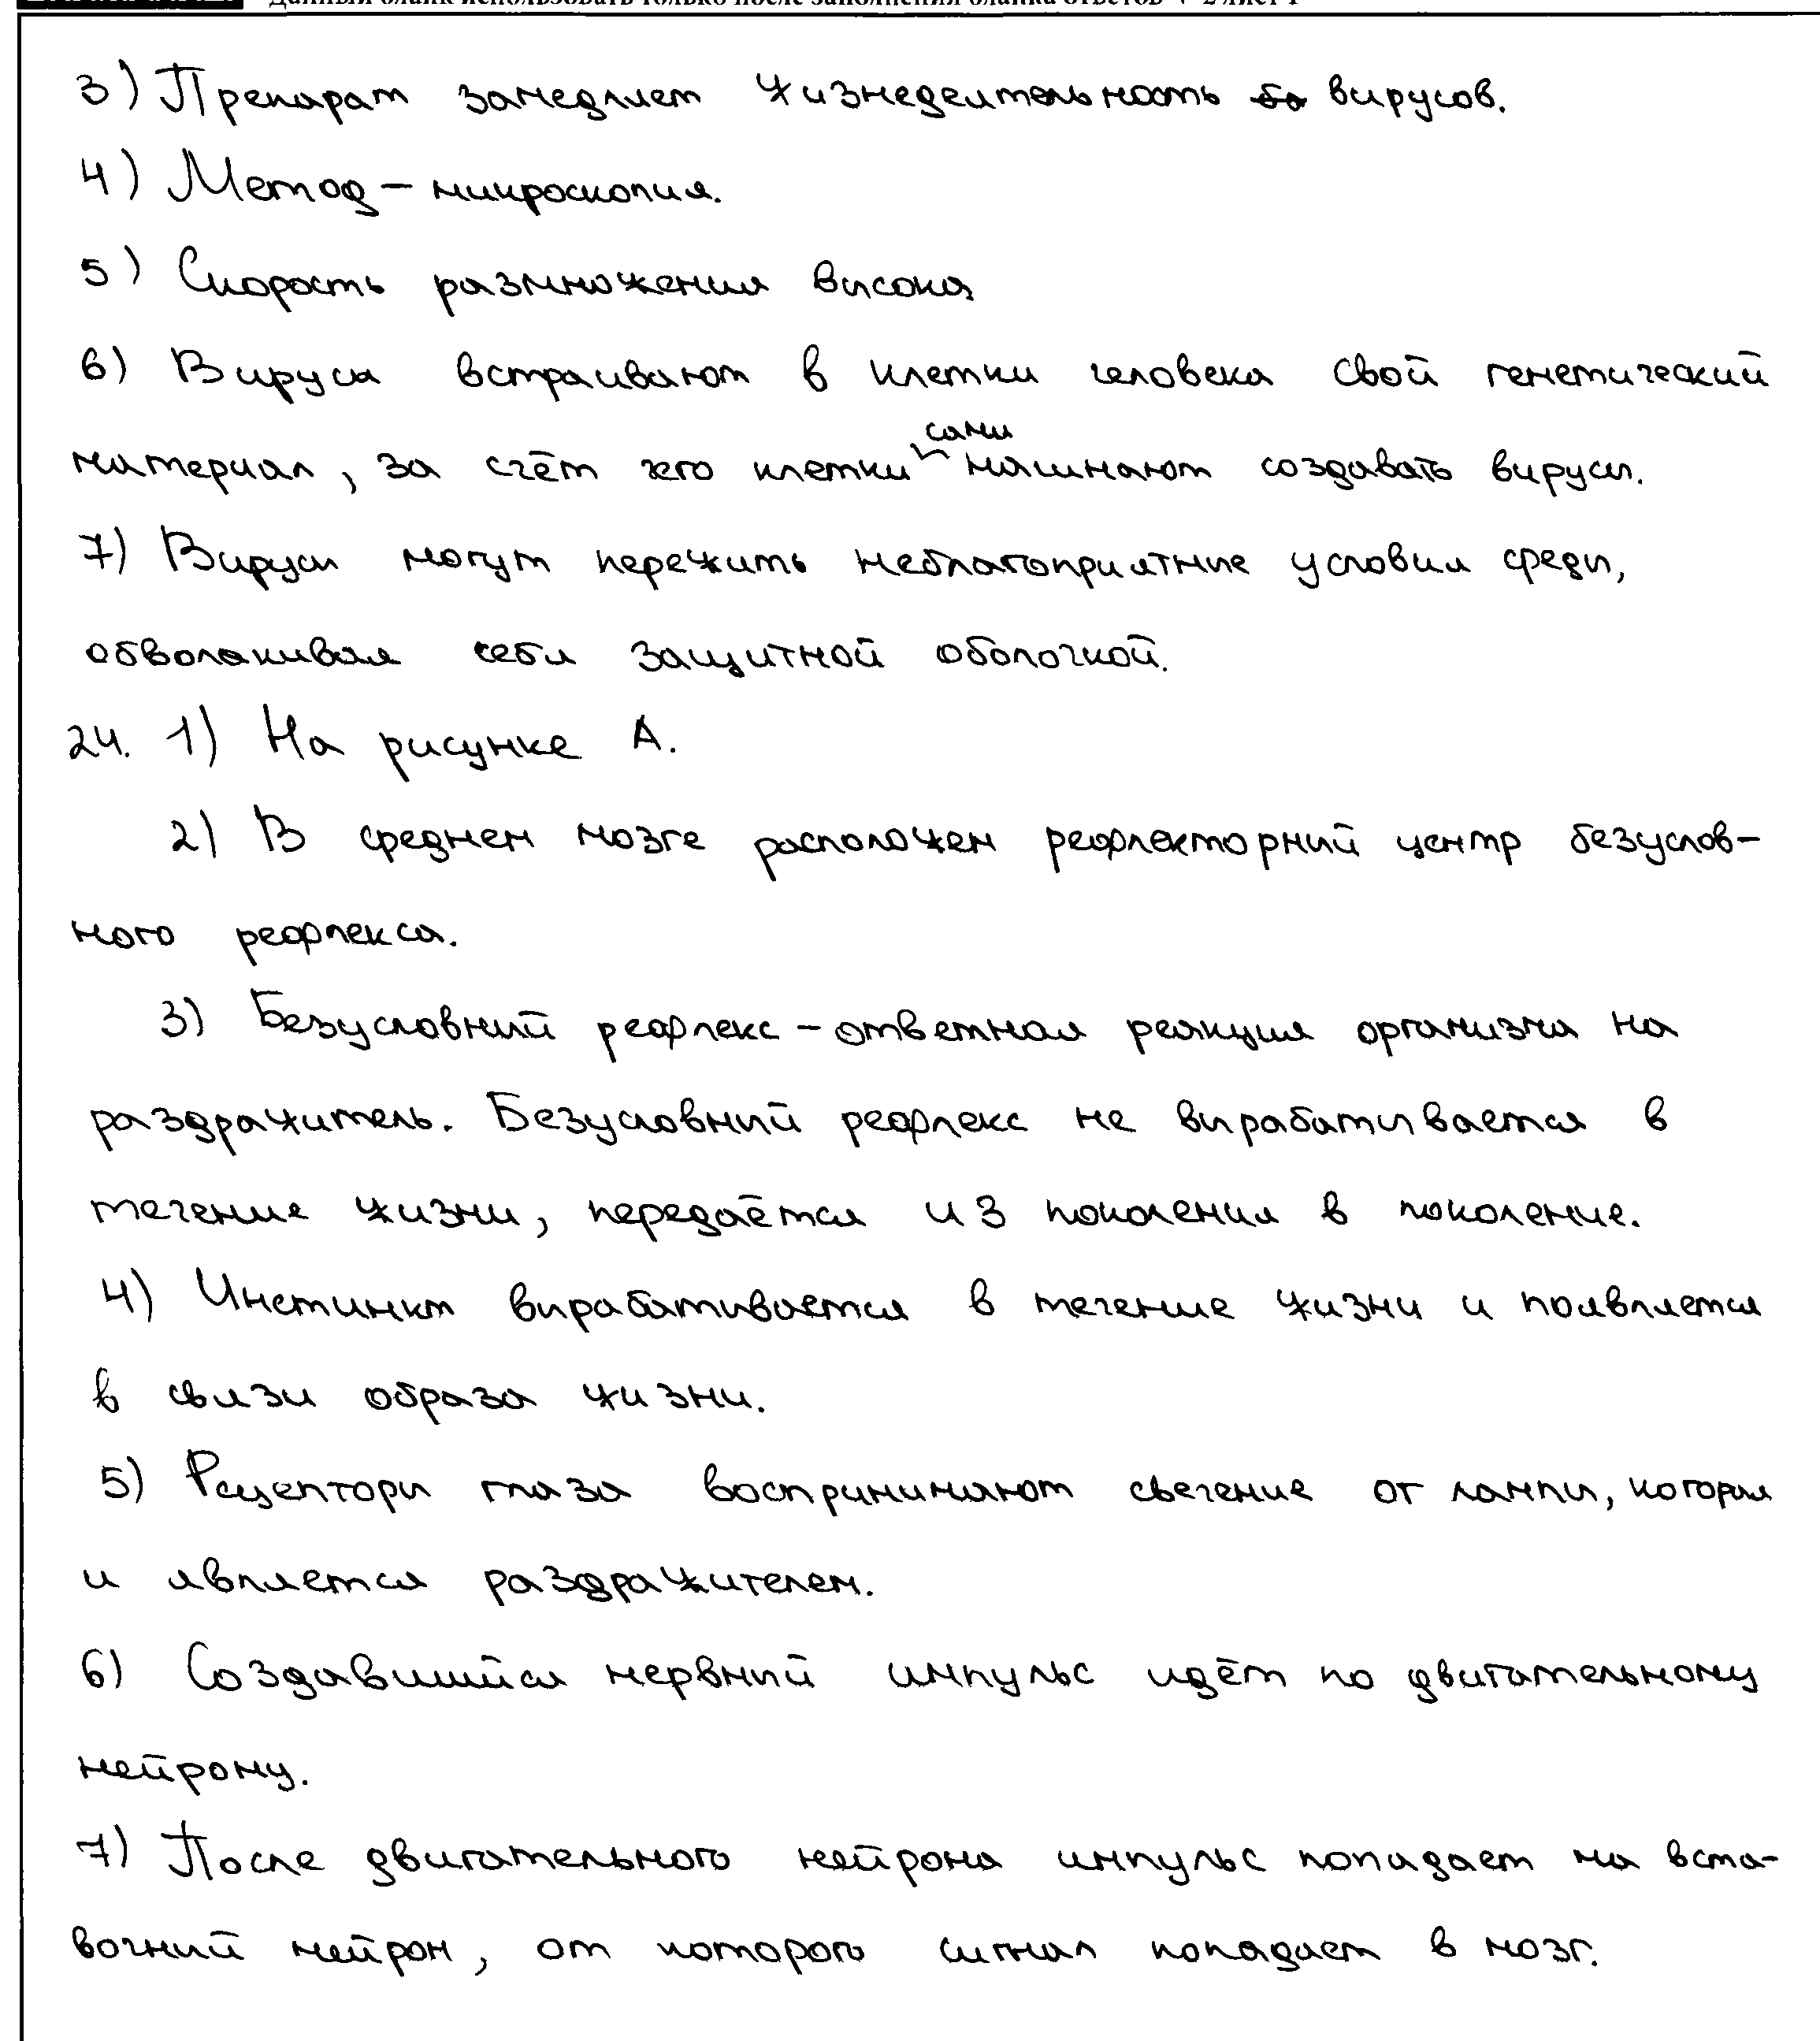 Данный бланк использовать только после заполнения бланка ответов № 2 лист 1
3) Препарат замедляет жизнедеятельность вирусов.
4) Метод – микроскопия.
5) Скорость размножения высока
6) Вирусы встраивают в клетки человека свой генетический
материал, за счёт чего клетки сами начинают создавать вирусы.
7) Вирусы могут пережить неблагоприятные условия среды,
обволакивая себя защитной оболочкой.
24. 1) На рисунке А.
2) В среднем мозге расположен рефлекторный центр безуслов-
ного рефлекса.
3) Безусловный рефлекс – ответная реакция организма на
раздражитель. Безусловный рефлекс не вырабатывается в
течение жизни, передаётся из поколения в поколение.
4) Инстинкт вырабатывается в течение жизни и появляется
в связи образа жизни.
5) Рецепторы глаза воспринимают свечение от лампы, которая
и является раздражителем.
6) Создавшийся нервный импульс идёт по двигательному
нейрону.
7) После двигательного нейрона импульс попадает на вста-
вочный нейрон, от которого сигнал попадает в мозг.